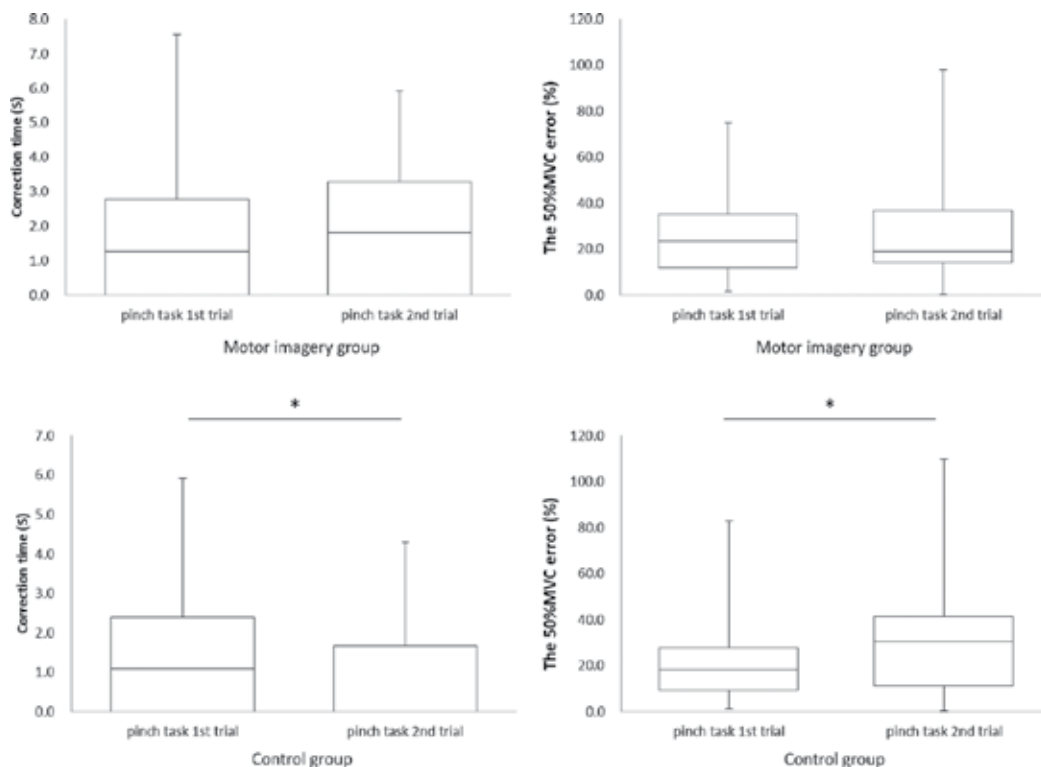 Correction time (S)
8.0
7.0
6.0
5.0
4.0
3.0
2.0
1.0
0.0
pinch task 1st trial
pinch task 2nd trial
Motor imagery group
The 50%MVC error (%)
120.0
100.0
80.0
60.0
40.0
20.0
0.0
pinch task 1st trial
pinch task 2nd trial
Motor imagery group
*
Correction time (S)
7.0
6.0
5.0
4.0
3.0
2.0
1.0
0.0
pinch task 1st trial
pinch task 2nd trial
Control group
*
The 50%MVC error (%)
120.0
100.0
80.0
60.0
40.0
20.0
0.0
pinch task 1st trial
pinch task 2nd trial
Control group